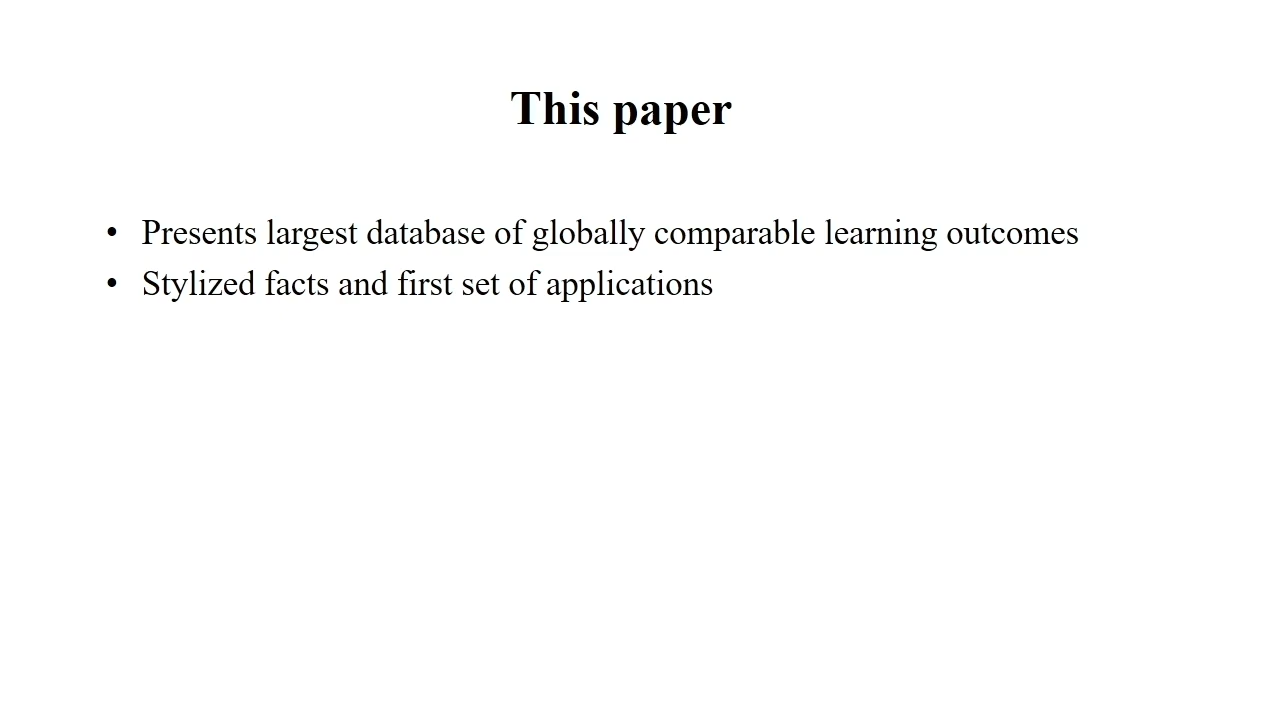 This paper
• Presents largest database of globally comparable learning outcomes
• Stylized facts and first set of applications